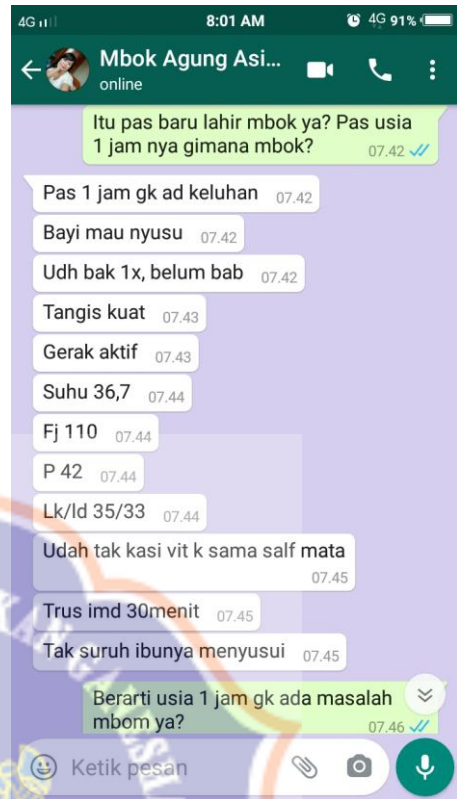 4G 8:01 AM 4G 91%
Mbok Agung Asi...
online
Itu pas baru lahir mbok ya? Pas usia
1 jam nya gimana mbok? 07.42
Pas 1 jam gk ad keluhan 07.42
Bayi mau nyusu 07.42
Udh bak 1x, belum bab 07.42
Tangis kuat 07.43
Gerak aktif 07.43
Suhu 36,7 07.44
Fj 110 07.44
P 42 07.44
Lk/ld 35/33 07.44
Udah tak kasi vit k sama salf mata
07.45
Trus imd 30menit 07.45
Tak suruh ibunya menyusui 07.45
Berarti usia 1 jam gk ada masalah
mbom ya? 07.46
Ketik pesan